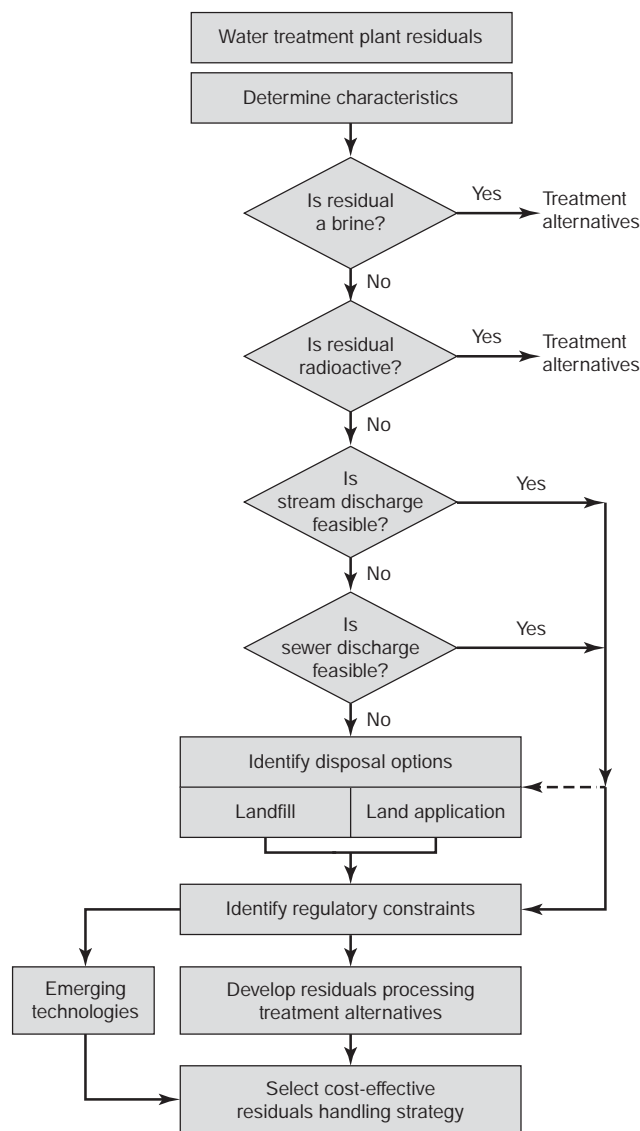 Water treatment plant residuals
Determine characteristics
Is residual
a brine?
Yes
Treatment
alternatives
No
Is residual
radioactive?
Yes
Treatment
alternatives
No
Is
stream discharge
feasible?
Yes
No
Is
sewer discharge
feasible?
Yes
No
Identify disposal options
Landfill
Land application
Identify regulatory constraints
Emerging
technologies
Develop residuals processing
treatment alternatives
Select cost-effective
residuals handling strategy